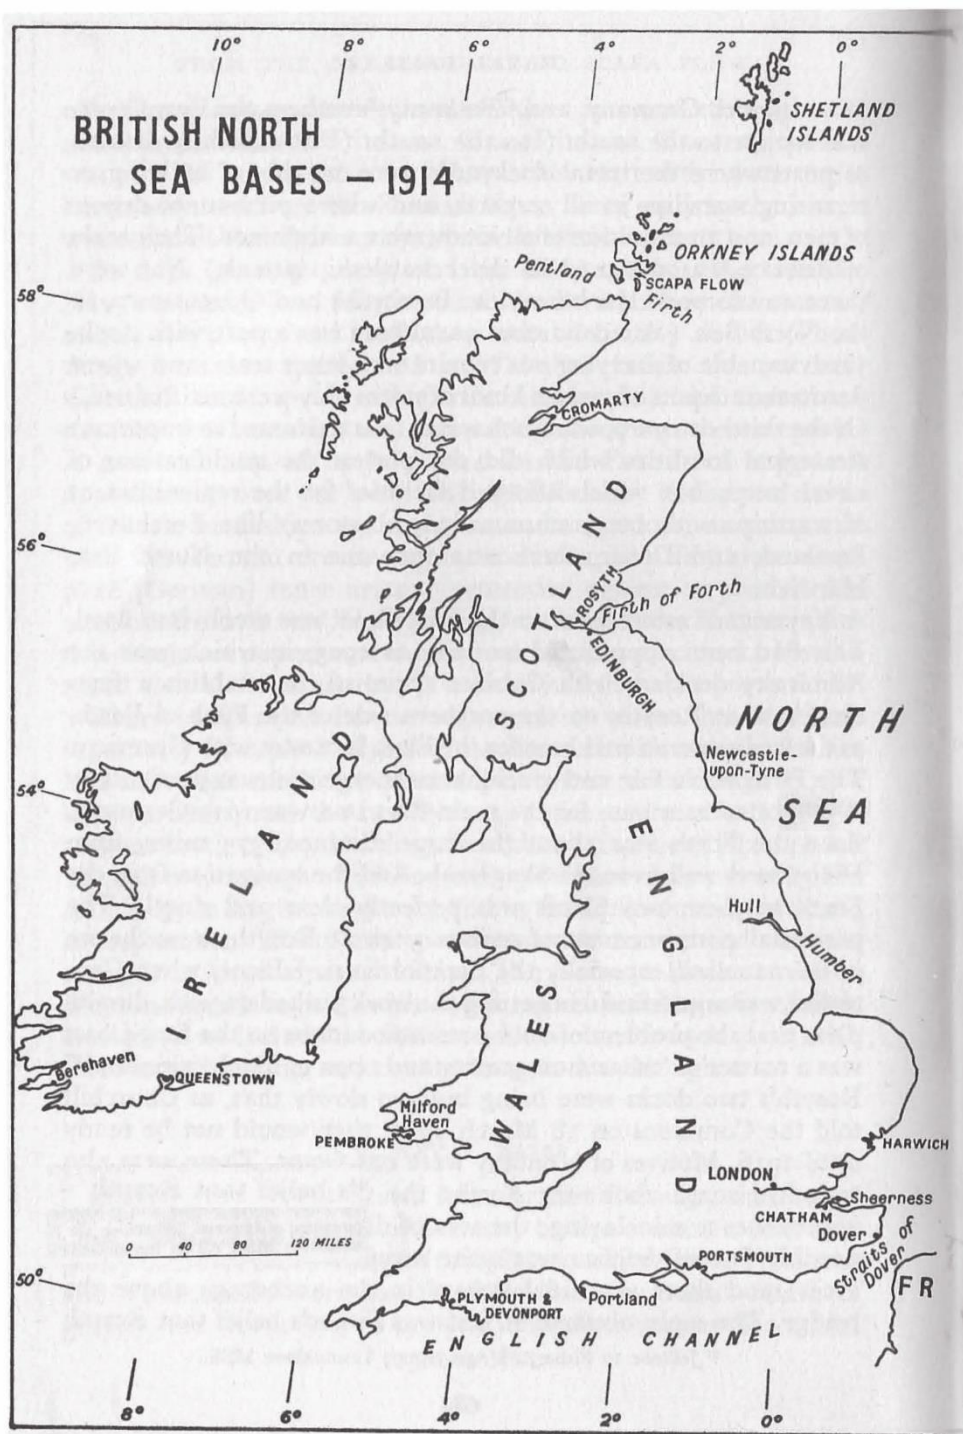 10° 8° 6° 4° 2° 0°
SHETLAND
ISLANDS
BRITISH NORTH
SEA BASES — 1914
ORKNEY ISLANDS
Pentland
Firth
SCAPA FLOW
58°
CROMARTY
56°
SCOTLAND
ROSYTH
Firth of Forth
EDINBURGH
NORTH
SEA
Newcastle-
upon-Tyne
54°
IRELAND
ENGLAND
Hull
Humber
WALES
Berehaven
QUEENSTOWN
Milford
Haven
PEMBROKE
HARWICH
LONDON
Sheerness
CHATHAM
Dover
Straits of
Dover
0 40 80 120 MILES
PORTSMOUTH
50°
FR
PLYMOUTH &
DEVONPORT
Portland
ENGLISH CHANNEL
8° 6° 4° 2° 0°